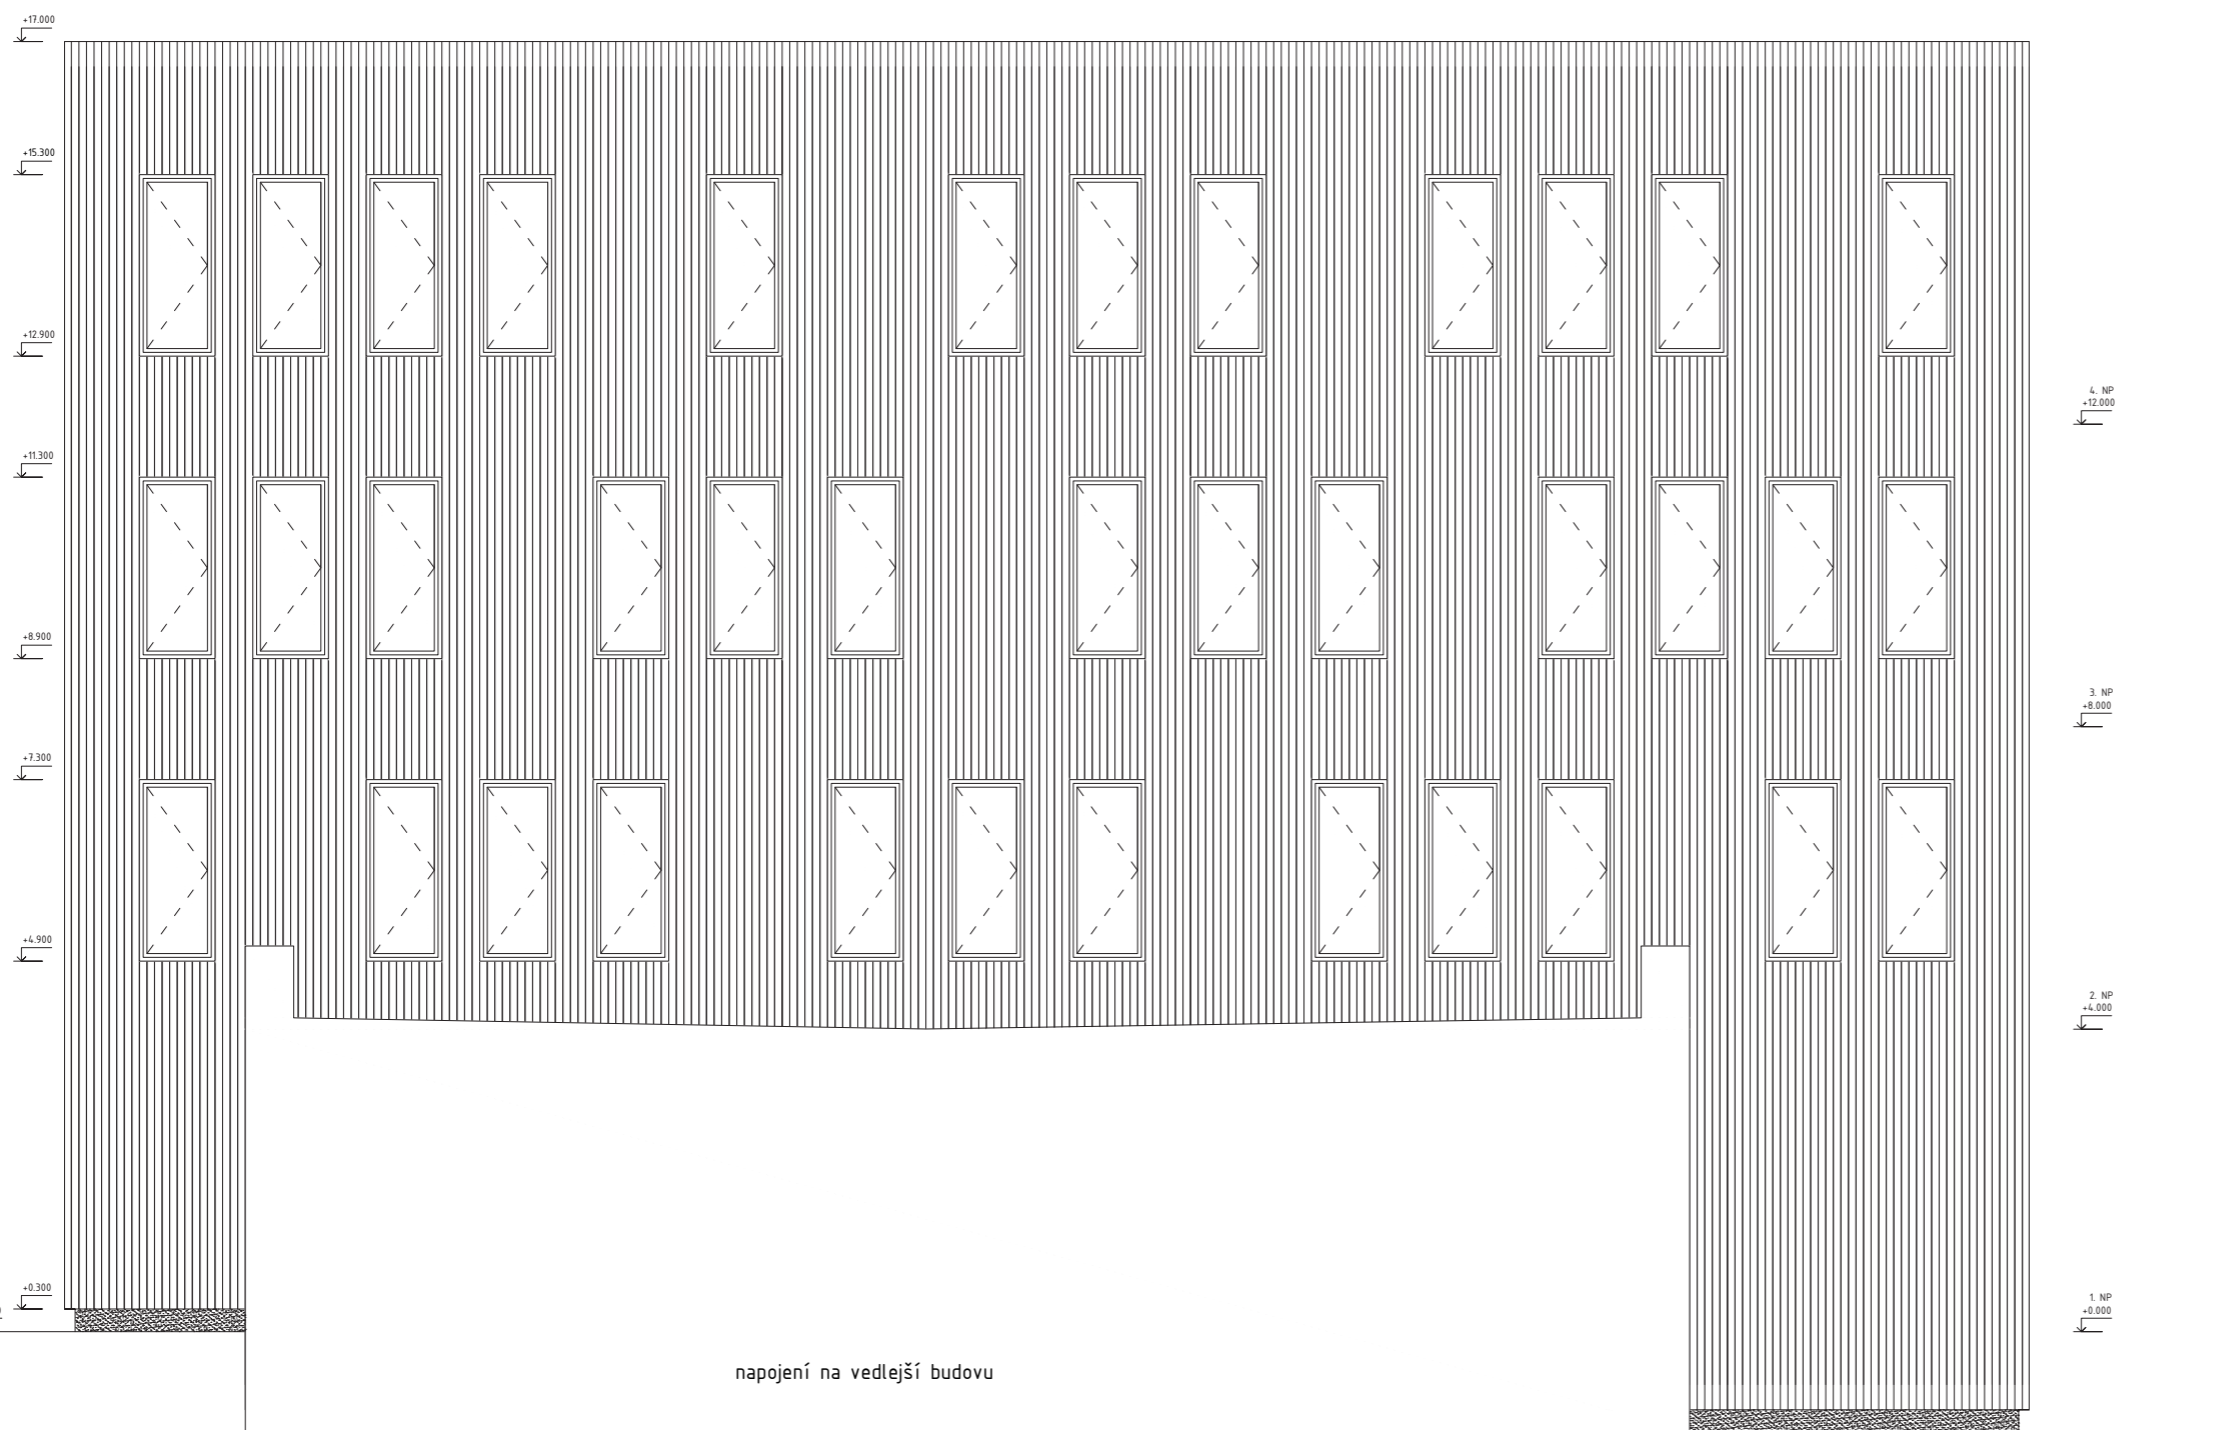 +17.000
+15.300
+12.900
4. NP
+12.000
+11.300
+8.900
3. NP
+8.000
+7.300
+4.900
2. NP
+4.000
+0.300
1. NP
+0.000
napojení na vedlejší budovu